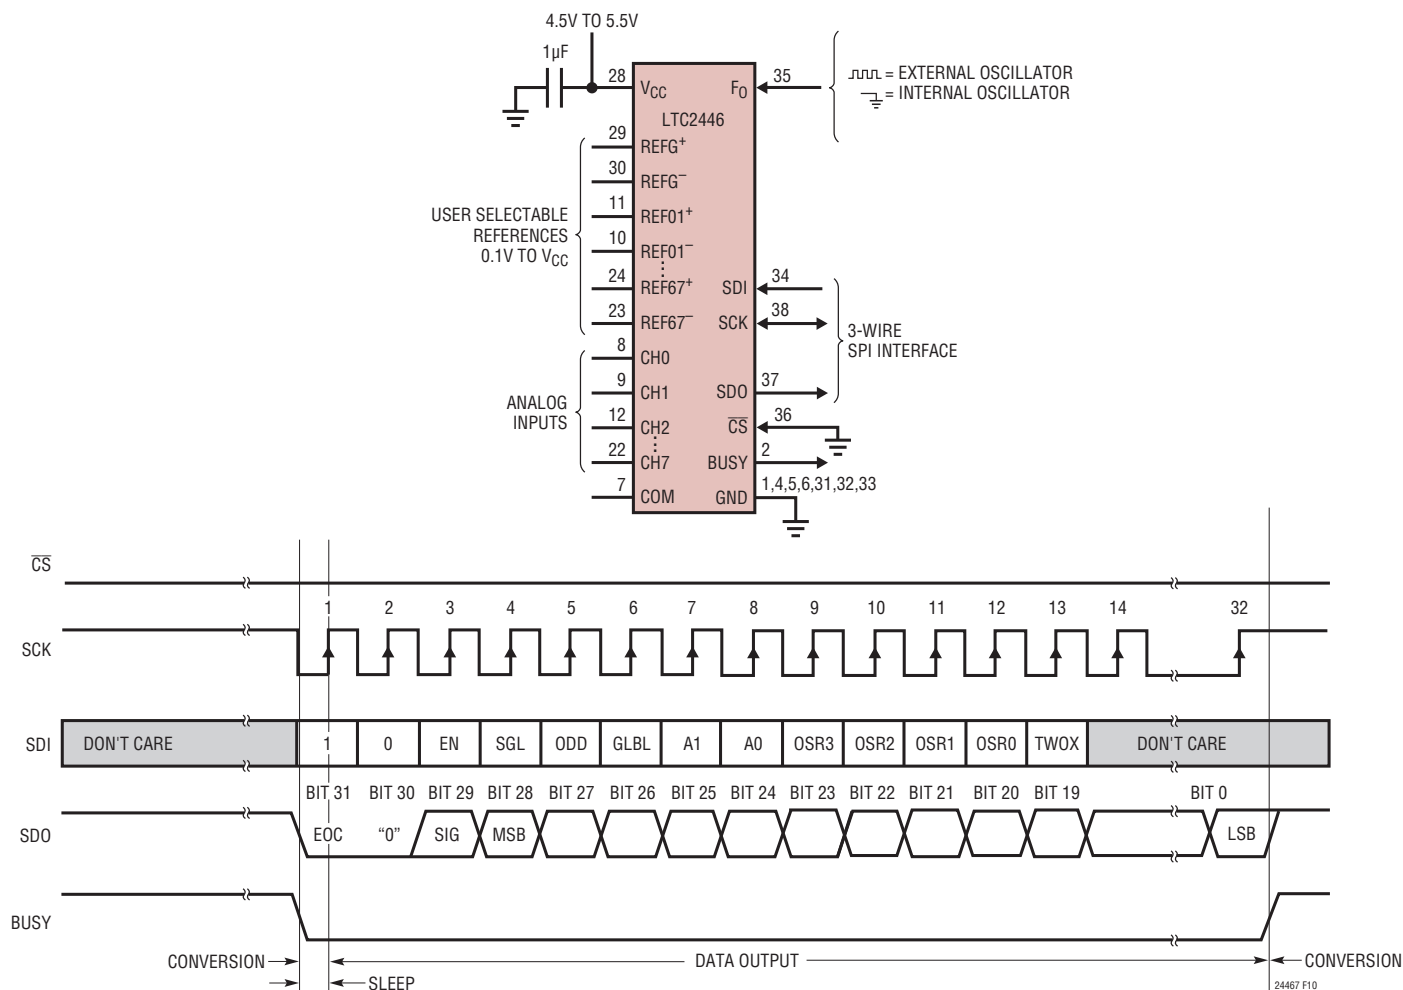 4.5V TO 5.5V
1µF
28
VCC
FO
35
= EXTERNAL OSCILLATOR
= INTERNAL OSCILLATOR
LTC2446
29
REFG+
30
REFG–
11
REF01+
USER SELECTABLE
REFERENCES
0.1V TO VCC
10
REF01–
24
REF67+
SDI
34
23
REF67–
SCK
38
3-WIRE
SPI INTERFACE
8
CH0
9
CH1
SDO
37
ANALOG
INPUTS
12
CH2
CS
36
22
CH7
BUSY
2
7
COM
GND
1,4,5,6,31,32,33
CS
1 2 3 4 5 6 7 8 9 10 11 12 13 14 32
SCK
SDI DON'T CARE 1 0 EN SGL ODD GLBL A1 A0 OSR3 OSR2 OSR1 OSR0 TWOX DON'T CARE
BIT 31 BIT 30 BIT 29 BIT 28 BIT 27 BIT 26 BIT 25 BIT 24 BIT 23 BIT 22 BIT 21 BIT 20 BIT 19 BIT 0
SDO EOC “0” SIG MSB LSB
BUSY
CONVERSION DATA OUTPUT CONVERSION
SLEEP
24467 F10